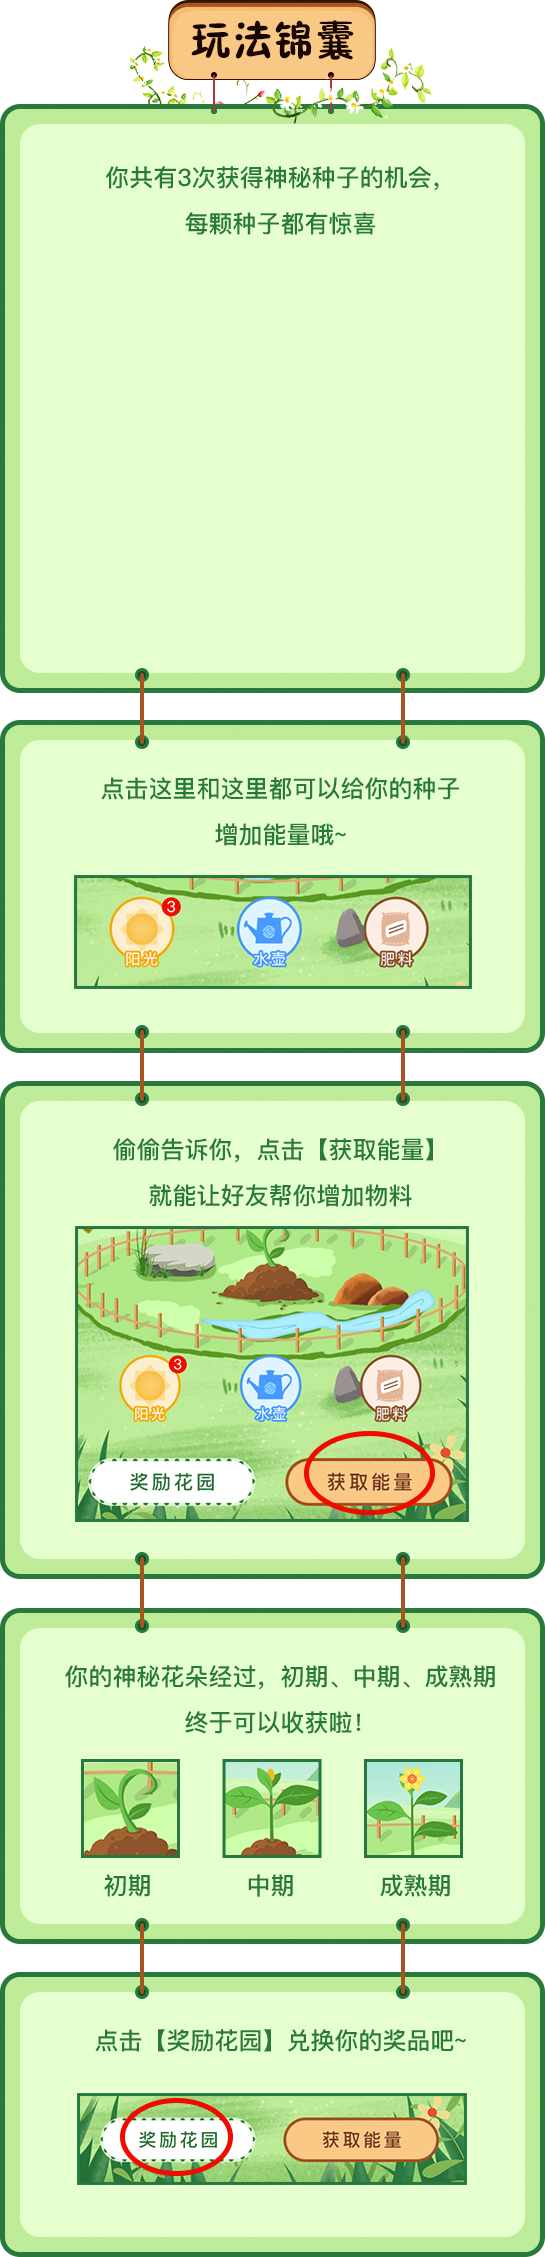 玩法锦囊
你共有3次获得神秘种子的机会，
每颗种子都有惊喜
点击这里和这里都可以给你的种子
增加能量哦~
3
阳光 水壶 肥料
偷偷告诉你，点击【获取能量】
就能让好友帮你增加物料
3
阳光 水壶 肥料
奖励花园 获取能量
你的神秘花朵经过，初期、中期、成熟期
终于可以收获啦！
初期 中期 成熟期
点击【奖励花园】兑换你的奖品吧~
奖励花园 获取能量